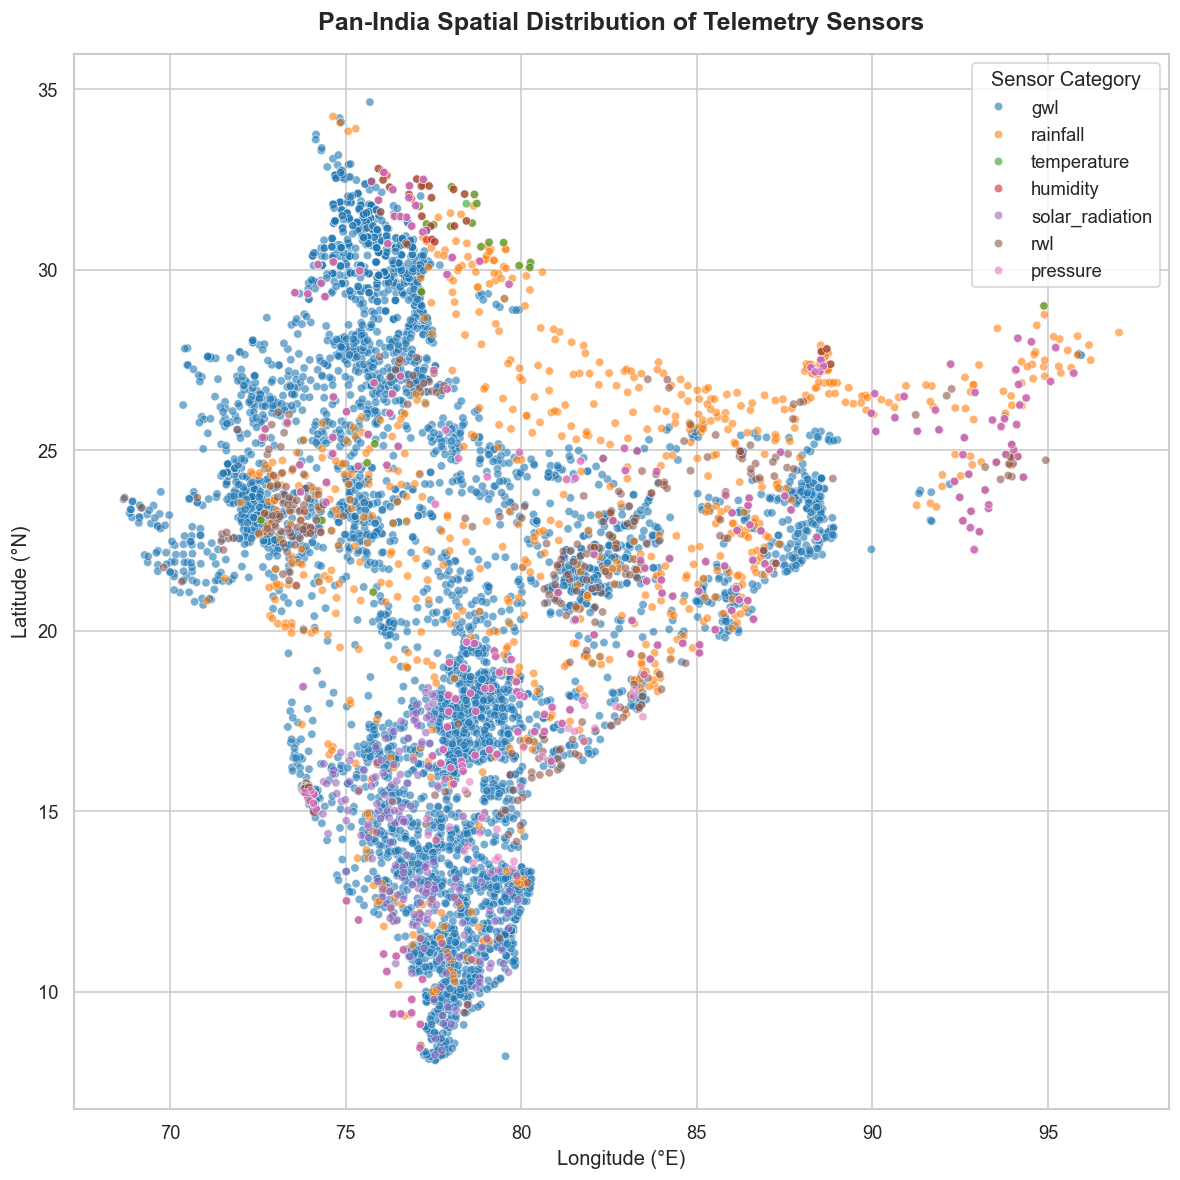 Pan-India Spatial Distribution of Telemetry Sensors
Sensor Category
gwl
rainfall
temperature
humidity
solar_radiation
rwl
pressure
35
30
25
20
15
10
Latitude (°N)
70 75 80 85 90 95
Longitude (°E)